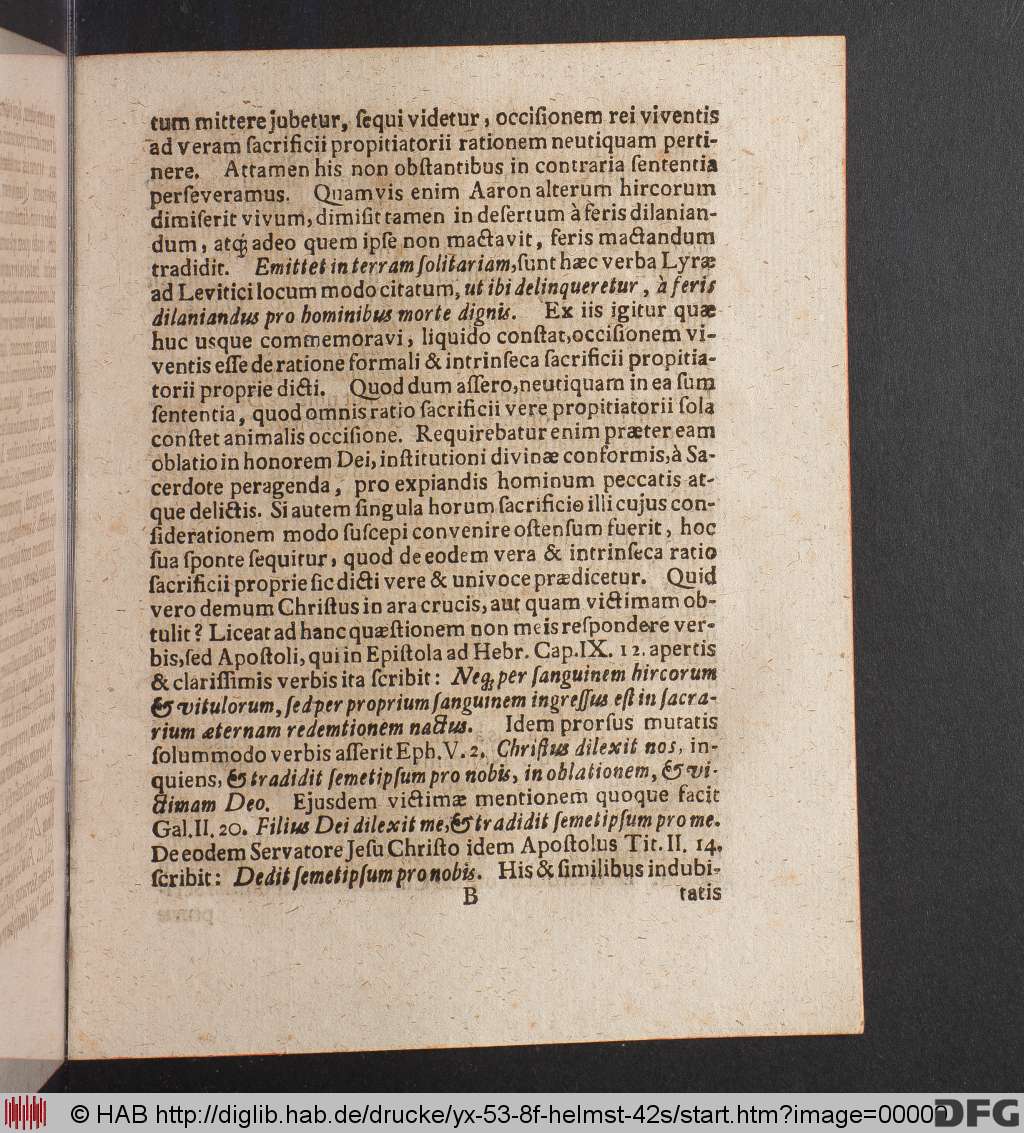 tum mittere jubetur, ſequi videtur, occiſionem rei viventis
ad veram ſacrificii propitiatorii rationem neutiquam perti-
nere. Attamen his non obſtantibus in contraria ſententia
perſeveramus. Quamvis enim Aaron alterum hircorum
dimiſerit vivum, dimiſit tamen in deſertum à feris dilanian-
dum, atq́; adeo quem ipſe non mactavit, feris mactandum
tradidit. Emittet in terram ſolitariam, ſunt hæc verba Lyræ
ad Levitici locum modo citatum, ut ibi delinqueretur, à feris
dilaniandus pro hominibus morte dignis. Ex iis igitur quæ
huc usque commemoravi, liquido conſtat, occiſionem vi-
ventis eſſe de ratione formali & intrinſeca ſacrificii propitia-
torii proprie dicti. Quod dum aſſero, neutiquam in ea ſum
ſententia, quod omnis ratio ſacrificii vere propitiatorii ſola
conſtet animalis occiſione. Requirebatur enim præter eam
oblatio in honorem Dei, inſtitutioni divinæ conformis, à Sa-
cerdote peragenda, pro expiandis hominum peccatis at-
que delictis. Si autem ſingula horum ſacrificio illi cujus con-
ſiderationem modo ſuſcepi convenire oſtenſum fuerit, hoc
ſua ſponte ſequitur, quod de eodem vera & intrinſeca ratio
ſacrificii proprie ſic dicti vere & univoce prædicetur. Quid
vero demum Chriſtus in ara crucis, aut quam victimam ob-
tulit? Liceat ad hanc quæſtionem non meis reſpondere ver-
bis, ſed Apoſtoli, qui in Epiſtola ad Hebr. Cap. IX. 12. apertis
& clariſſimis verbis ita ſcribit: Neq; per ſanguinem hircorum
& vitulorum, ſed per proprium ſanguinem ingreſſus eſt in ſacra-
rium æternam redemtionem nactus. Idem prorſus mutatis
ſolummodo verbis aſſerit Eph. V. 2. Chriſtus dilexit nos, in-
quiens, & tradidit ſemetipſum pro nobis, in oblationem, & vi-
ctimam Deo. Ejusdem victimæ mentionem quoque facit
Gal. II. 20. Filius Dei dilexit me, & tradidit ſemetipſum pro me.
De eodem Servatore Jeſu Chriſto idem Apoſtolus Tit. II. 14,
ſcribit: Dedit ſemetipſum pro nobis. His & ſimilibus indubi-
B tatis
© HAB http://diglib.hab.de/drucke/yx-53-8f-helmst-42s/start.htm?image=00009
DFG